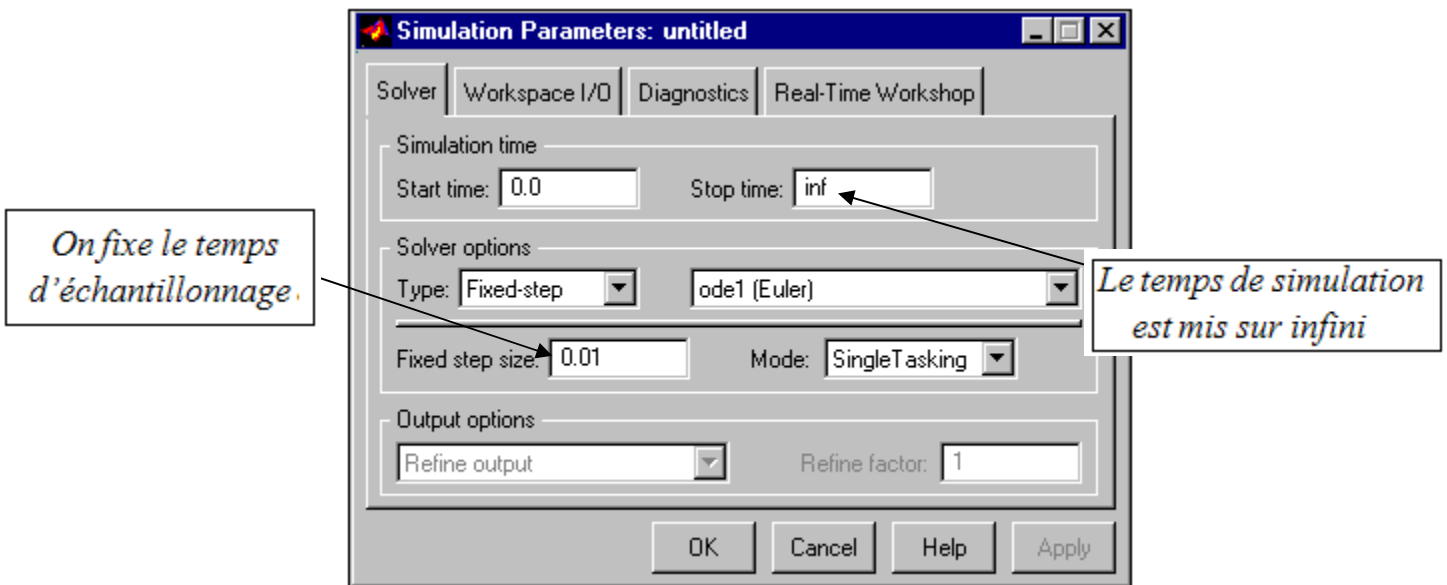 Simulation Parameters: untitled
Solver Workspace I/O Diagnostics Real-Time Workshop
Simulation time
Start time: 0.0 Stop time: inf
On fixe le temps
d'échantillonnage
Solver options
Type: Fixed-step ode1 (Euler)
Le temps de simulation
est mis sur infini
Fixed step size: 0.01 Mode: SingleTasking
Output options
Refine output Refine factor: 1
OK Cancel Help Apply